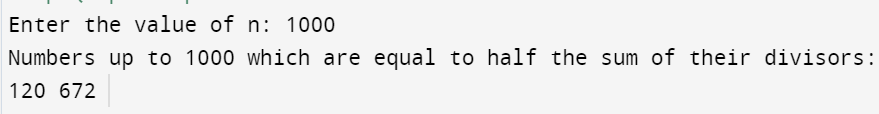 Enter the value of n: 1000
Numbers up to 1000 which are equal to half the sum of their divisors:
120 672